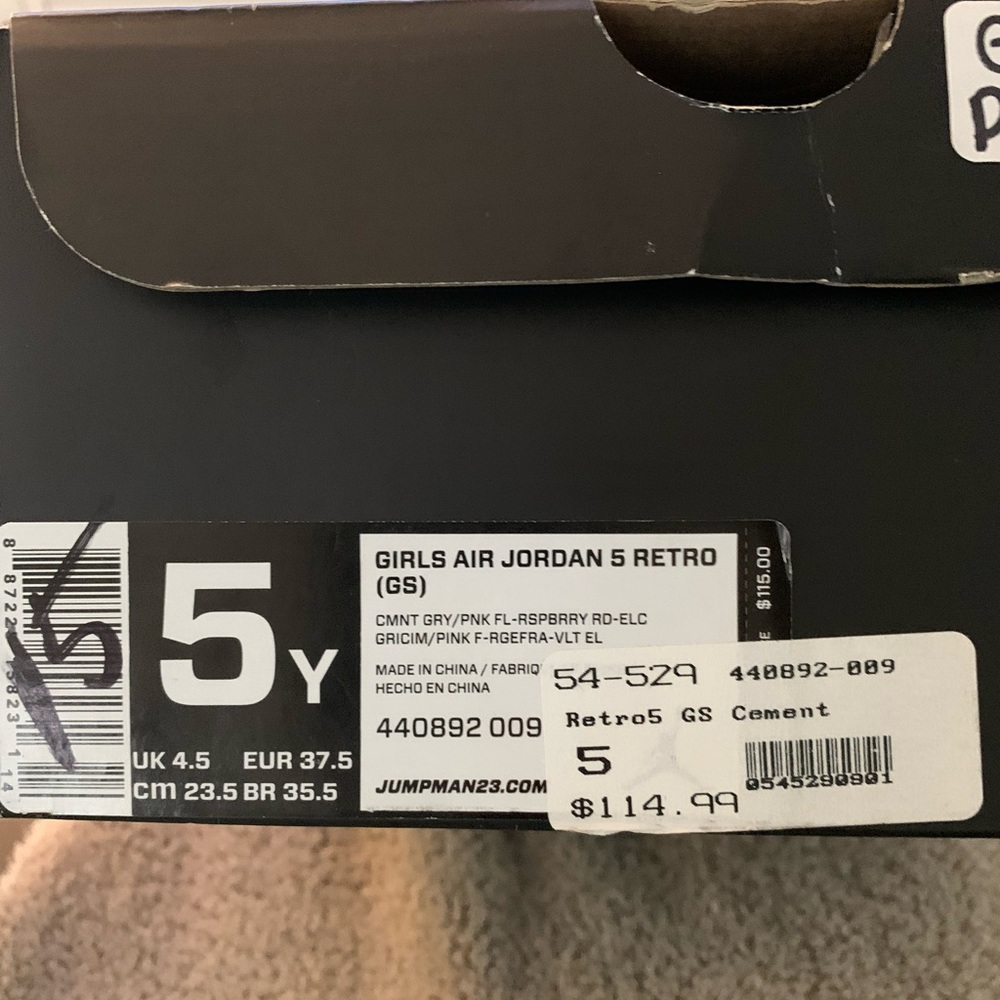 5 Y
UK 4.5 EUR 37.5
cm 23.5 BR 35.5
GIRLS AIR JORDAN 5 RETRO
(GS)
CMNT GRY/PNK FL-RSPBRRY RD-ELC
GRICIM/PINK F-RGEFRA-VLT EL
MADE IN CHINA / FABRIQ
HECHO EN CHINA
440892 009
JUMPMAN23.COM
$115.00
54-529 440892-009
Retro5 GS Cement
5
$114.99
0545290901
15